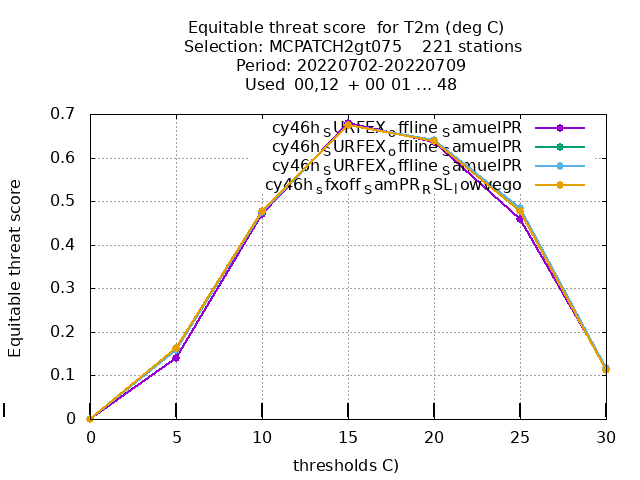 Equitable threat score for T2m (deg C)
Selection: MCPATCH2gt075 221 stations
Period: 20220702-20220709
Used 00,12 + 00 01 ... 48
cy46h_SURFEX_offline_SamuelPR
cy46h_SURFEX_offline_SamuelPR
cy46h_SURFEX_offline_SamuelPR
cy46h_sfxoff_SamPR_RSL_lowvego
0.7
0.6
0.5
0.4
0.3
0.2
0.1
0
Equitable threat score
0 5 10 15 20 25 30
thresholds C)